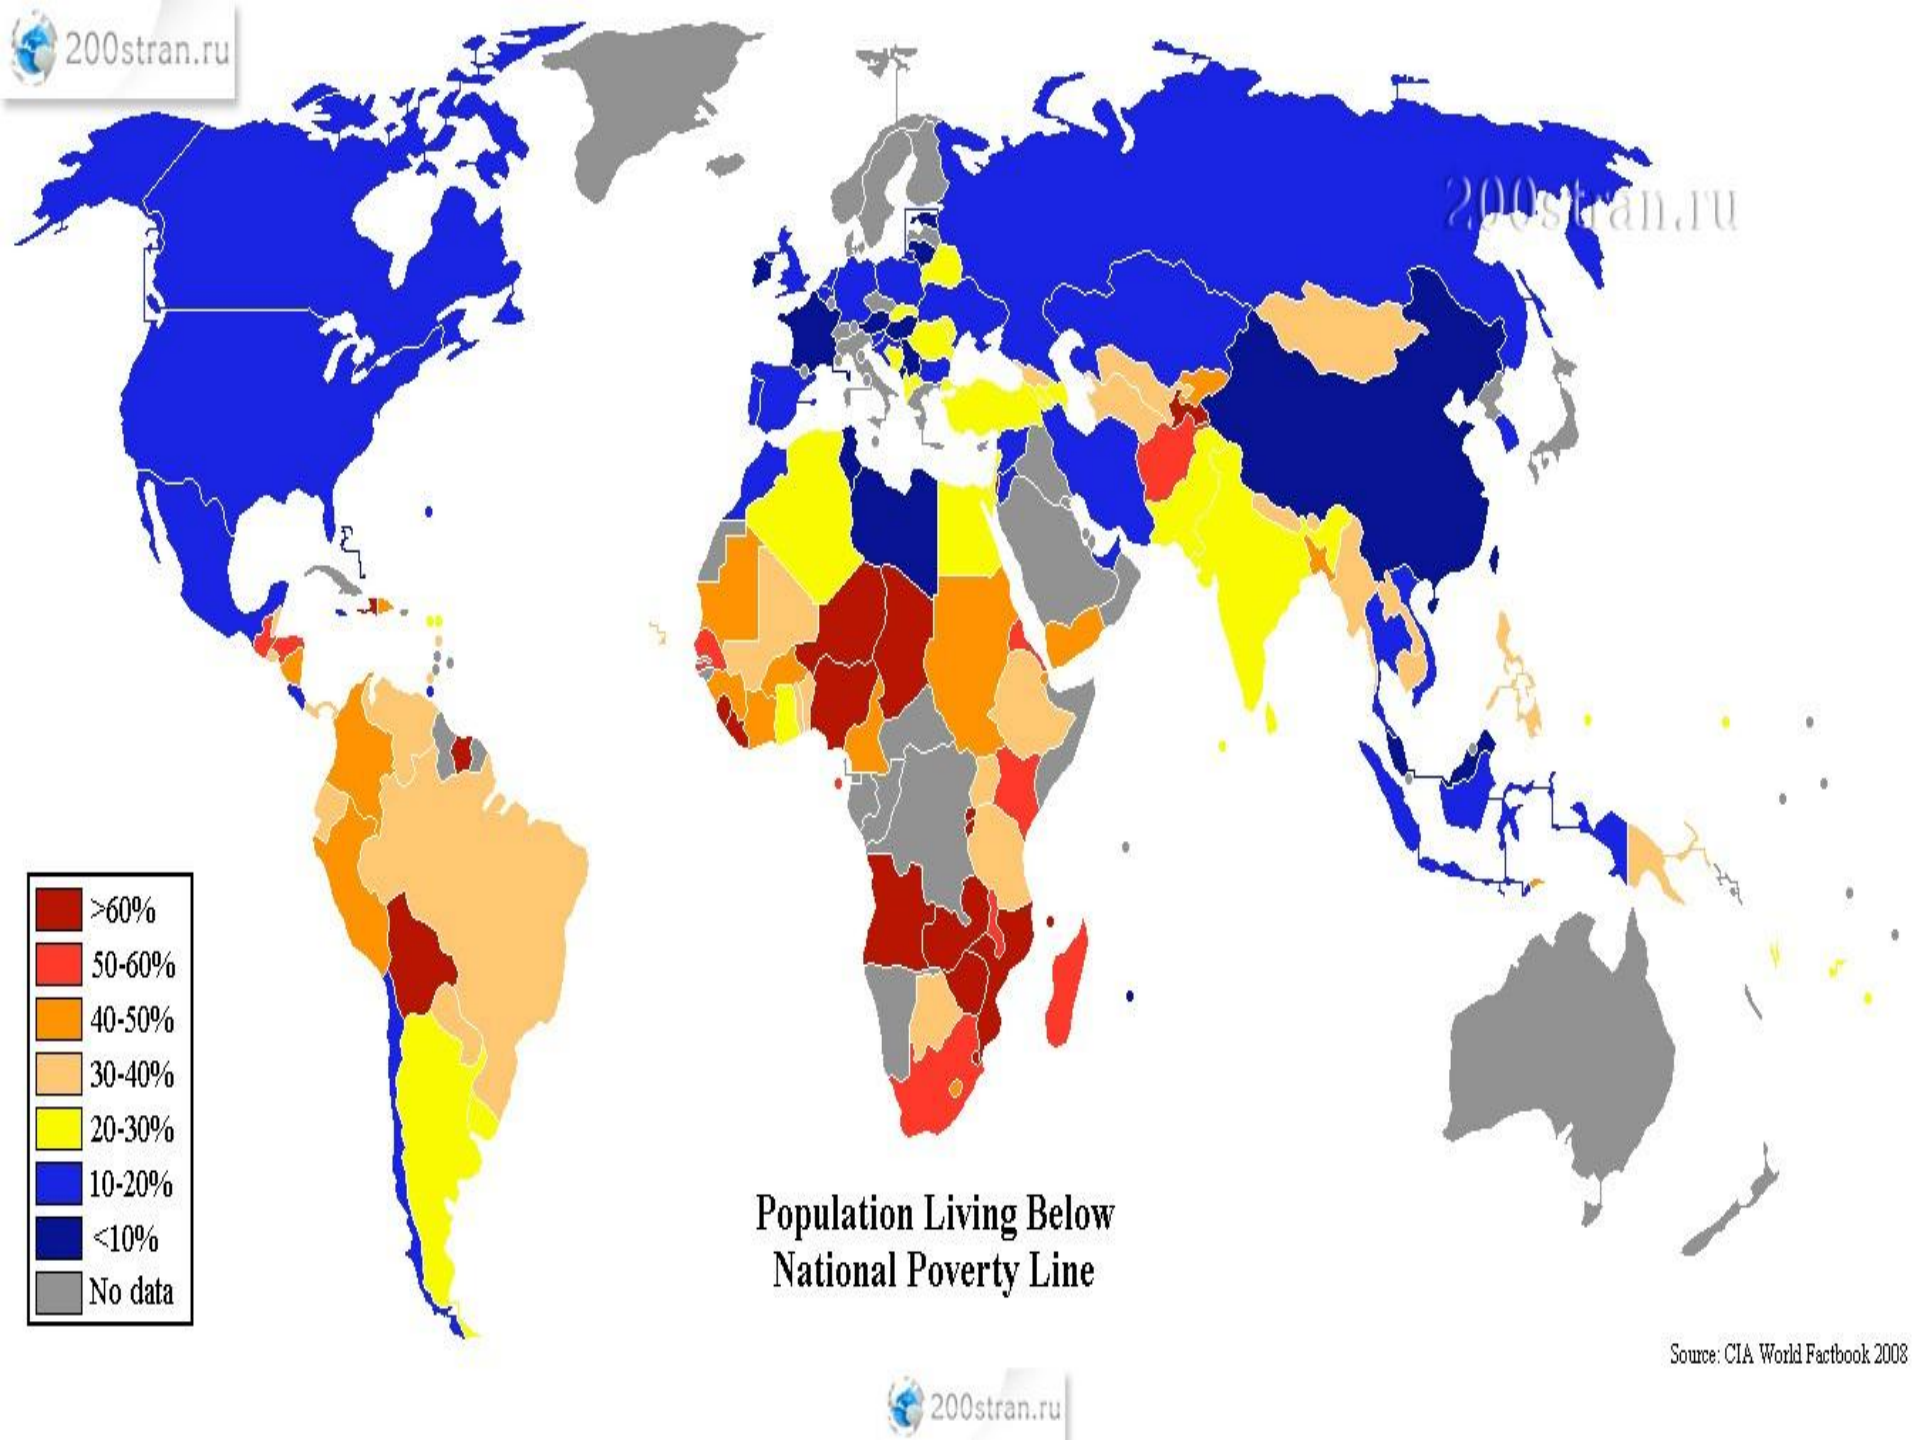 200stran.ru
200stran.ru
>60%
50-60%
40-50%
30-40%
20-30%
10-20%
<10%
No data
Population Living Below
National Poverty Line
Source: CIA World Factbook 2008
200stran.ru